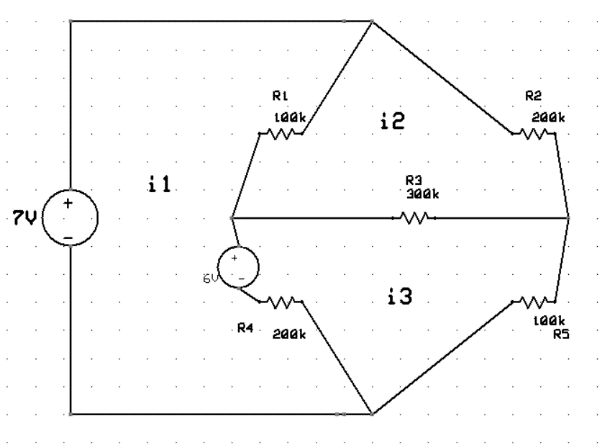 R1
100k
R2
200k
i2
i1
R3
300k
+
7V
-
+
6V
-
i3
R4
200k
100k
R5